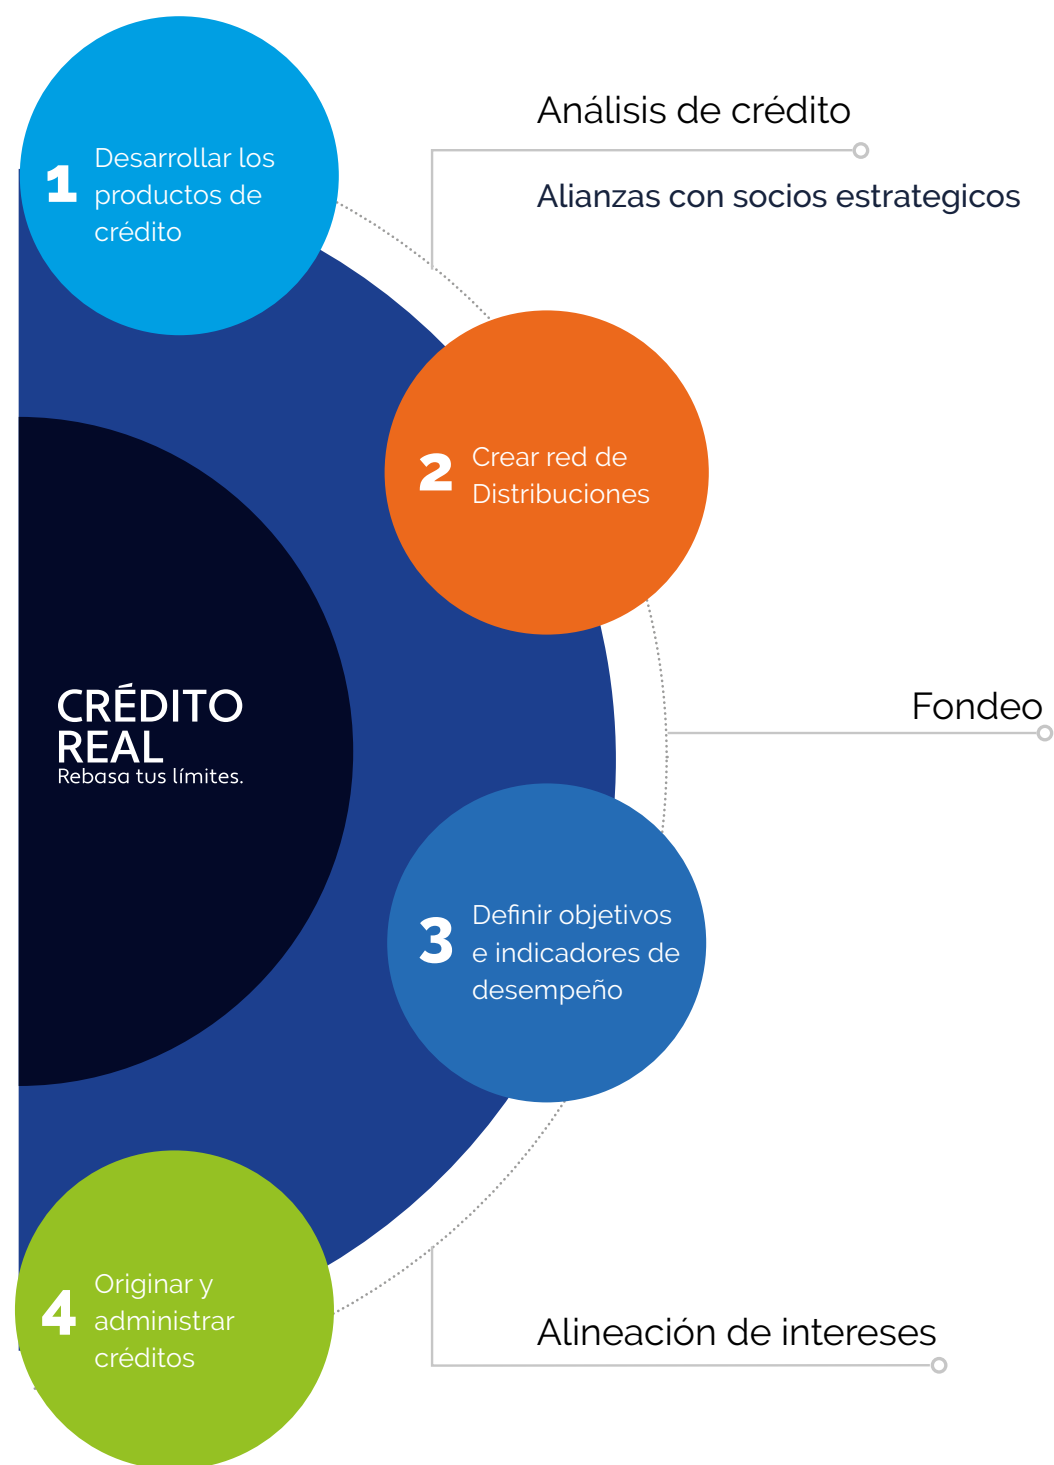 1
Desarrollar los
productos de
crédito
Análisis de crédito
Alianzas con socios estrategicos
2
Crear red de
Distribuciones
CRÉDITO
REAL
Rebasa tus límites.
Fondeo
3
Definir objetivos
e indicadores de
desempeño
4
Originar y
administrar
créditos
Alineación de intereses